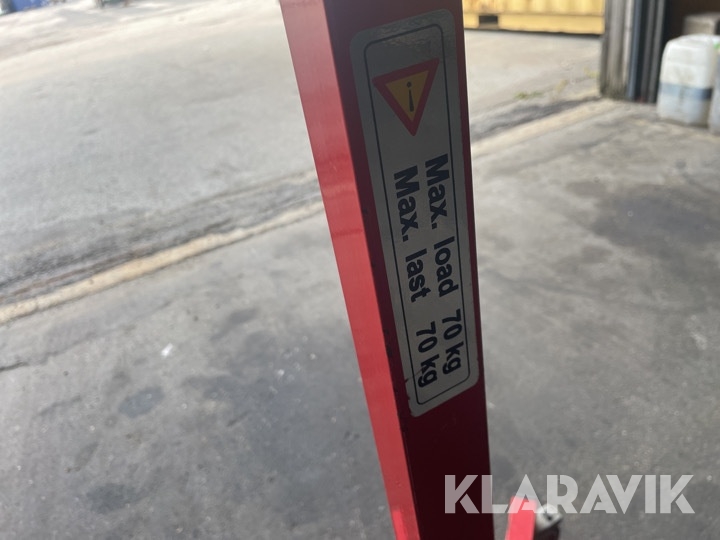 Max. load 70 kg
Max. last 70 kg
KLARAVIK